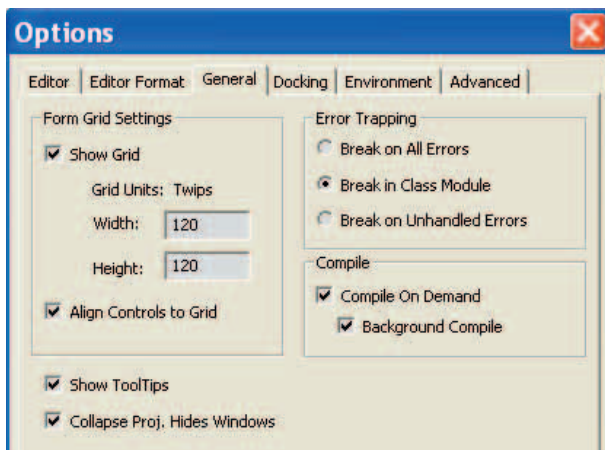 Options
Editor
Editor Format
General
Docking
Environment
Advanced
Form Grid Settings
Show Grid
Grid Units: Twips
Width: 120
Height: 120
Align Controls to Grid
Error Trapping
Break on All Errors
Break in Class Module
Break on Unhandled Errors
Compile
Compile On Demand
Background Compile
Show ToolTips
Collapse Proj. Hides Windows